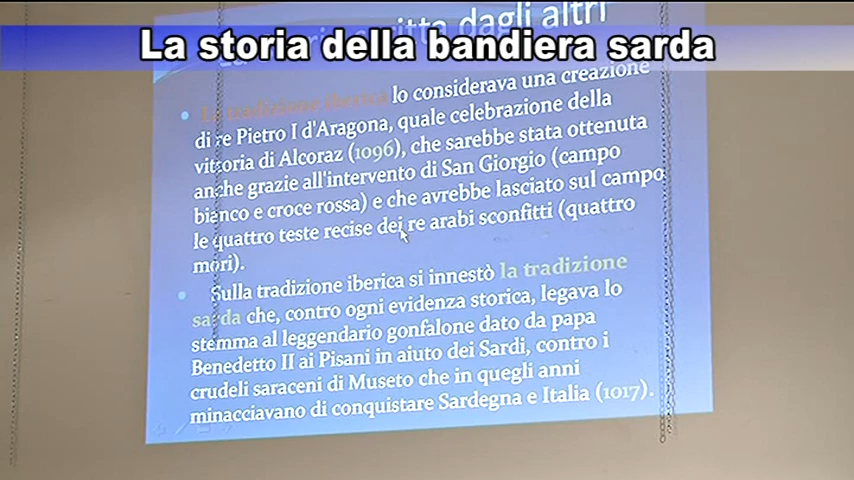 La storia della bandiera sarda
dagli altri
La tradizione iberica lo considerava una creazione
di re Pietro I d'Aragona, quale celebrazione della
vittoria di Alcoraz (1096), che sarebbe stata ottenuta
anche grazie all'intervento di San Giorgio (campo
bianco e croce rossa) e che avrebbe lasciato sul campo
le quattro teste recise dei re arabi sconfitti (quattro
mori).
Sulla tradizione iberica si innestò la tradizione
sarda che, contro ogni evidenza storica, legava lo
stemma al leggendario gonfalone dato da papa
Benedetto II ai Pisani in aiuto dei Sardi, contro i
crudeli saraceni di Museto che in quegli anni
minacciavano di conquistare Sardegna e Italia (1017).